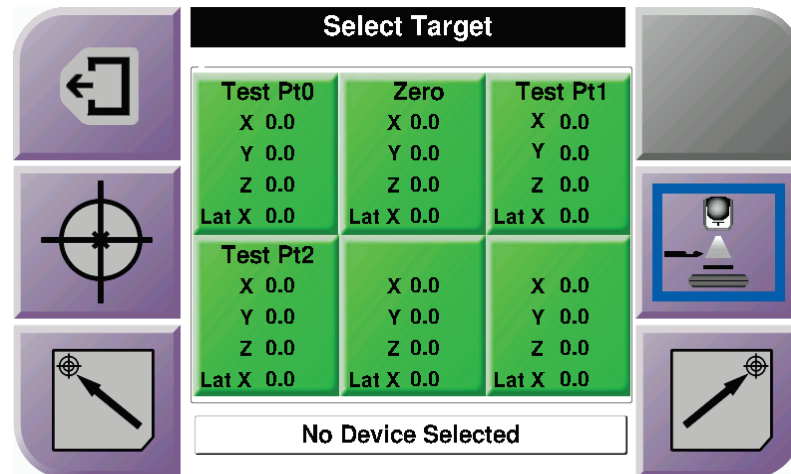 Select Target
Test Pt0 Zero Test Pt1
X 0.0 X 0.0 X 0.0
Y 0.0 Y 0.0 Y 0.0
Z 0.0 Z 0.0 Z 0.0
Lat X 0.0 Lat X 0.0 Lat X 0.0
Test Pt2
X 0.0 X 0.0 X 0.0
Y 0.0 Y 0.0 Y 0.0
Z 0.0 Z 0.0 Z 0.0
Lat X 0.0 Lat X 0.0 Lat X 0.0
No Device Selected